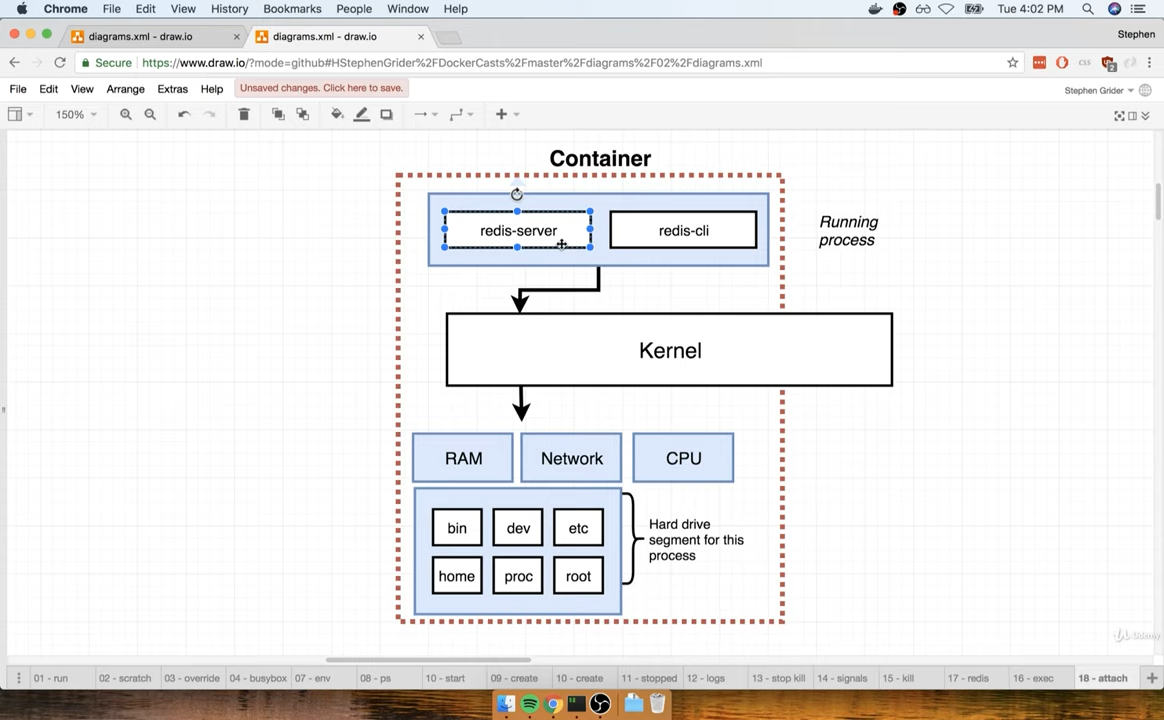 Chrome File Edit View History Bookmarks People Window Help Tue 4:02 PM
diagrams.xml - draw.io diagrams.xml - draw.io Stephen
Secure https://www.draw.io/?mode=github#HStephenGrider%2FDockerCasts%2Fmaster%2Fdiagrams%2F02%2Fdiagrams.xml
File Edit View Arrange Extras Help Unsaved changes. Click here to save. Stephen Grider
150%
Container
redis-server redis-cli
Running
process
Kernel
RAM Network CPU
bin dev etc
home proc root
Hard drive
segment for this
process
Udemy
01 - run 02 - scratch 03 - override 04 - busybox 07 - env 08 - ps 10 - start 09 - create 10 - create 11 - stopped 12 - logs 13 - stop kill 14 - signals 15 - kill 17 - redis 16 - exec 18 - attach